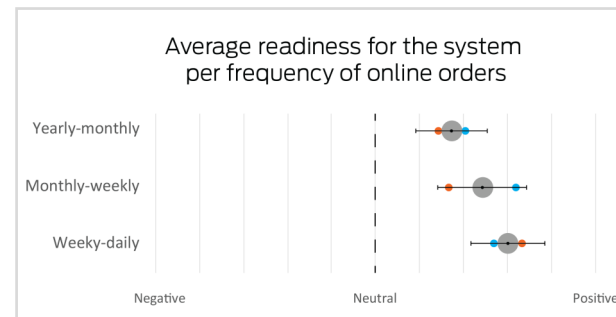 Average readiness for the system
per frequency of online orders
Yearly-monthly
Monthly-weekly
Weeky-daily
Negative
Neutral
Positive